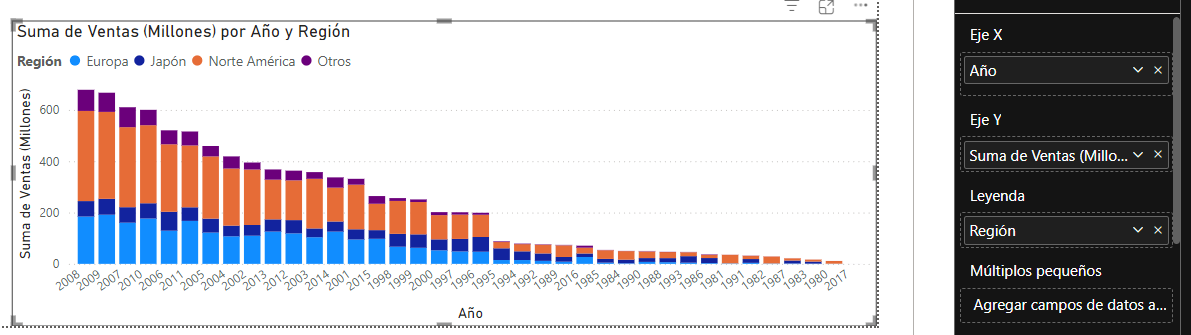 Suma de Ventas (Millones) por Año y Región
Región Europa Japón Norte América Otros
Suma de Ventas (Millones)
600
400
200
0
2008 2009 2007 2010 2006 2011 2005 2004 2002 2013 2012 2003 2014 2001 2015 1998 1999 2000 1997 1996 1995 1994 1992 1989 2016 1985 1984 1990 1988 1993 1986 1981 1991 1982 1987 1983 1980 2017
Año
Eje X
Año
Eje Y
Suma de Ventas (Millo...
Leyenda
Región
Múltiplos pequeños
Agregar campos de datos a...